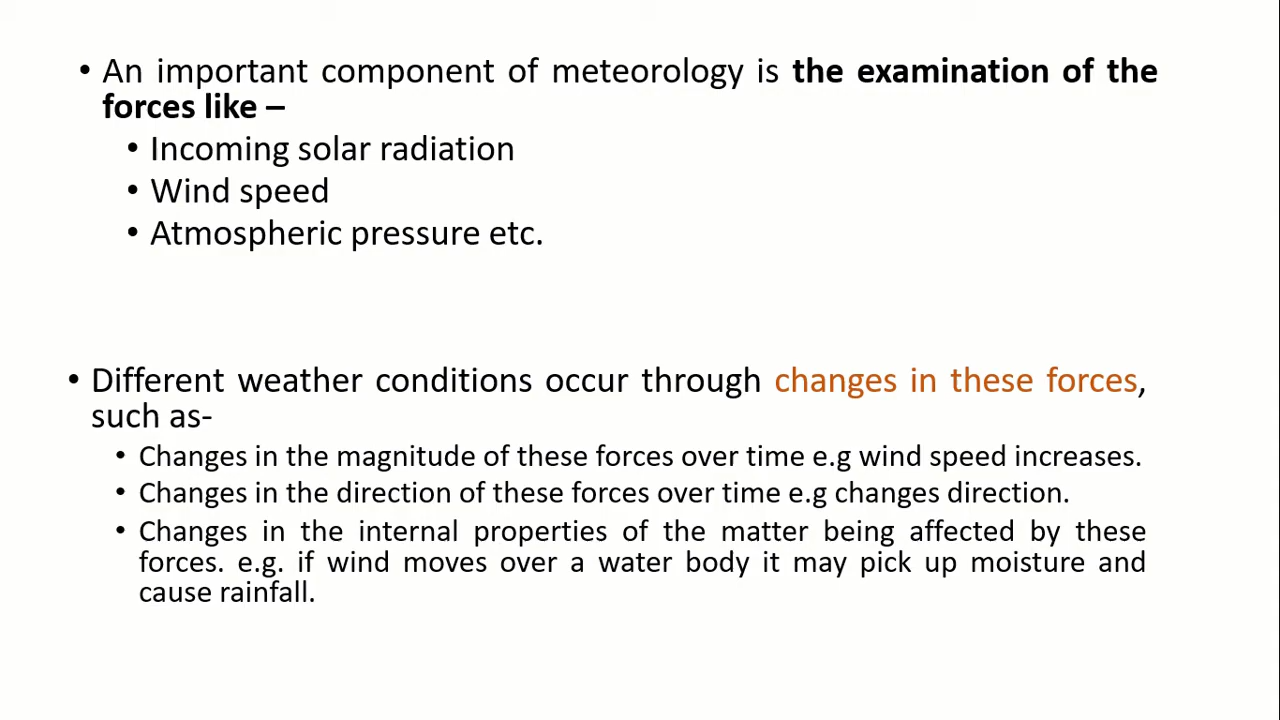 • An important component of meteorology is the examination of the
forces like –
• Incoming solar radiation
• Wind speed
• Atmospheric pressure etc.
• Different weather conditions occur through changes in these forces,
such as-
• Changes in the magnitude of these forces over time e.g wind speed increases.
• Changes in the direction of these forces over time e.g changes direction.
• Changes in the internal properties of the matter being affected by these
forces. e.g. if wind moves over a water body it may pick up moisture and
cause rainfall.